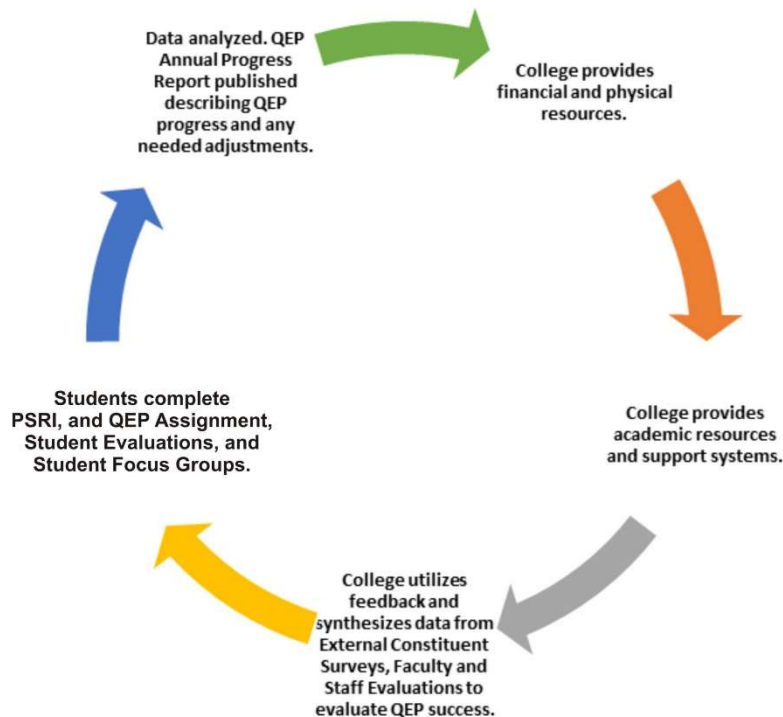 Data analyzed. QEP
Annual Progress
Report published
describing QEP
progress and any
needed adjustments.
College provides
financial and physical
resources.
College provides
academic resources
and support systems.
College utilizes
feedback and
synthesizes data from
External Constituent
Surveys, Faculty and
Staff Evaluations to
evaluate QEP success.
Students complete
PSRI, and QEP Assignment,
Student Evaluations, and
Student Focus Groups.